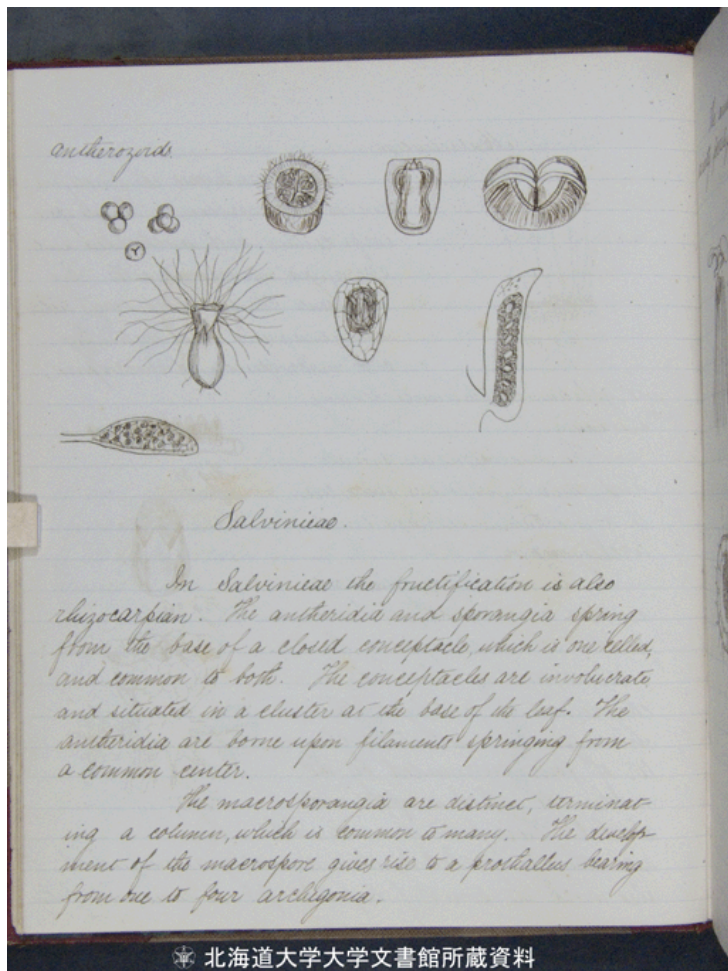 antherozoids.
Salvinieae.
In Salvinieae the fructification is also
rhizocarpian. The antheridia and sporangia spring
from the base of a closed conceptacle, which is one celled,
and common to both. The conceptacles are involucrate
and situated in a cluster at the base of the leaf. The
antheridia are borne upon filaments springing from
a common center.
The macrosporangia are distinct, terminat-
ing a column, which is common to many. The develop
ment of the macrospore gives rise to a prothallus bearing
from one to four archegonia.
北海道大学大学文書館所蔵資料